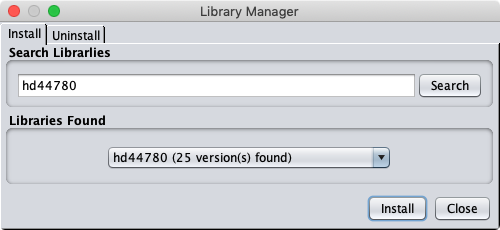 Library Manager
Install Uninstall
Search Librarlies
hd44780 Search
Libraries Found
hd44780 (25 version(s) found)
Install Close